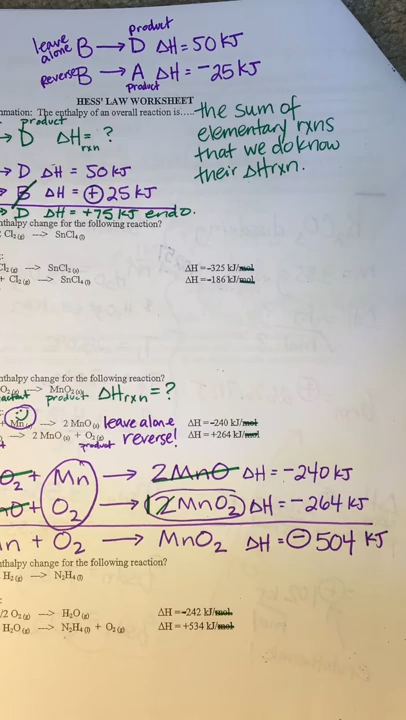 product
leave alone B → D ΔH = 50 KJ
reverse B → A ΔH = -25 KJ
product
HESS' LAW WORKSHEET
mation: The enthalpy of an overall reaction is.....the sum of
elementary rxns
that we do know
their ΔHrxn.
product
→ D ΔH rxn = ?
→ D ΔH = 50 KJ
→ B ΔH = + 25 KJ
→ D ΔH = +75 KJ endo.
nthalpy change for the following reaction?
Cl2(g) ---> SnCl4(l)
Cl2(g) ---> SnCl2(s)
+ Cl2(g) ---> SnCl4(l)
ΔH = -325 kJ/mol
ΔH = -186 kJ/mol
nthalpy change for the following reaction?
O2(g) ---> MnO2(s)
product ΔHrxn = ?
+ Mn(s) ---> 2 MnO(s) leave alone ΔH = -240 kJ/mol
---> 2 MnO(s) + O2(g) reverse! ΔH = +264 kJ/mol
product
O2 + Mn → 2MnO ΔH = -240 KJ
+ O2 → 2MnO2 ΔH = -264 KJ
n + O2 → MnO2 ΔH = - 504 KJ
nthalpy change for the following reaction?
H2(g) ---> N2H4(l)
/2 O2(g) ---> H2O(g) ΔH = -242 kJ/mol
H2O(g) ---> N2H4(l) + O2(g) ΔH = +534 kJ/mol